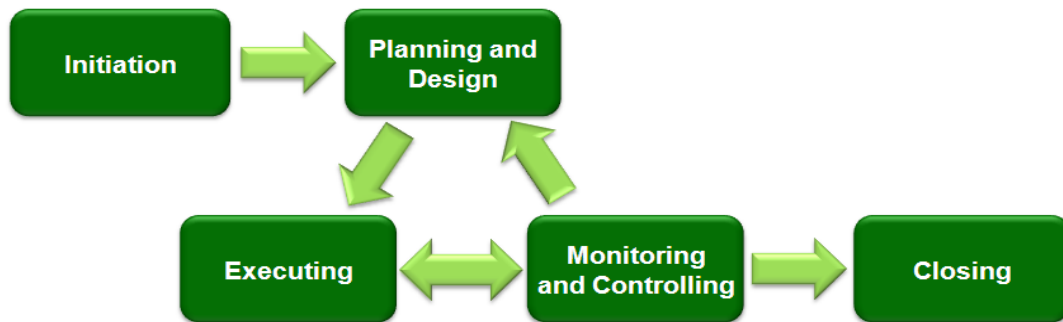 Initiation
Planning and
Design
Executing
Monitoring
and Controlling
Closing